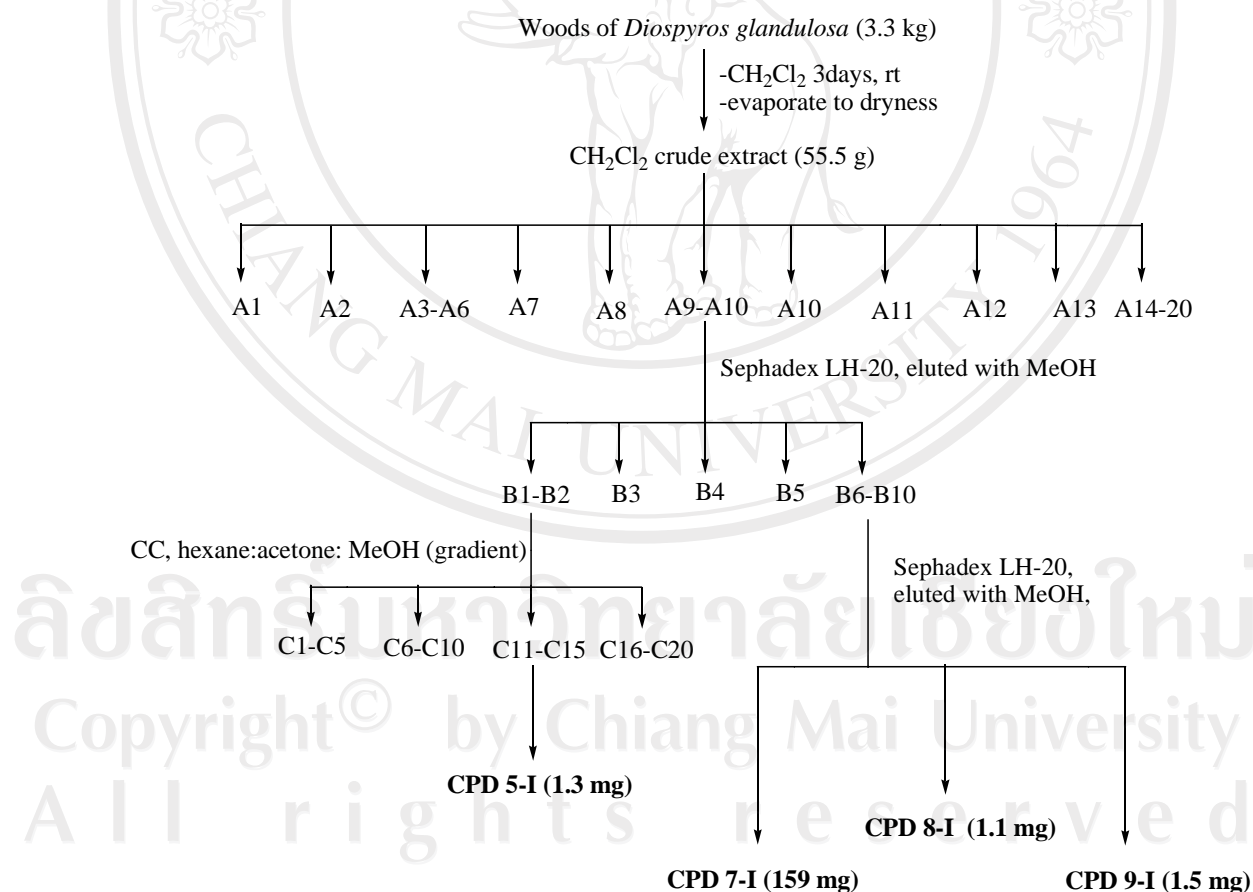 Woods of Diospyros glandulosa (3.3 kg)
-CH₂Cl₂ 3days, rt
-evaporate to dryness
CH₂Cl₂ crude extract (55.5 g)
A1 A2 A3-A6 A7 A8 A9-A10 A10 A11 A12 A13 A14-20
Sephadex LH-20, eluted with MeOH
B1-B2 B3 B4 B5 B6-B10
CC, hexane:acetone: MeOH (gradient)
Sephadex LH-20,
eluted with MeOH,
C1-C5 C6-C10 C11-C15 C16-C20
CPD 5-I (1.3 mg)
CPD 8-I (1.1 mg)
CPD 7-I (159 mg) CPD 9-I (1.5 mg)
CHIANG MAI UNIVERSITY 1964
ลิขสิทธิ์มหาวิทยาลัยเชียงใหม่
Copyright© by Chiang Mai University
All rights reserved